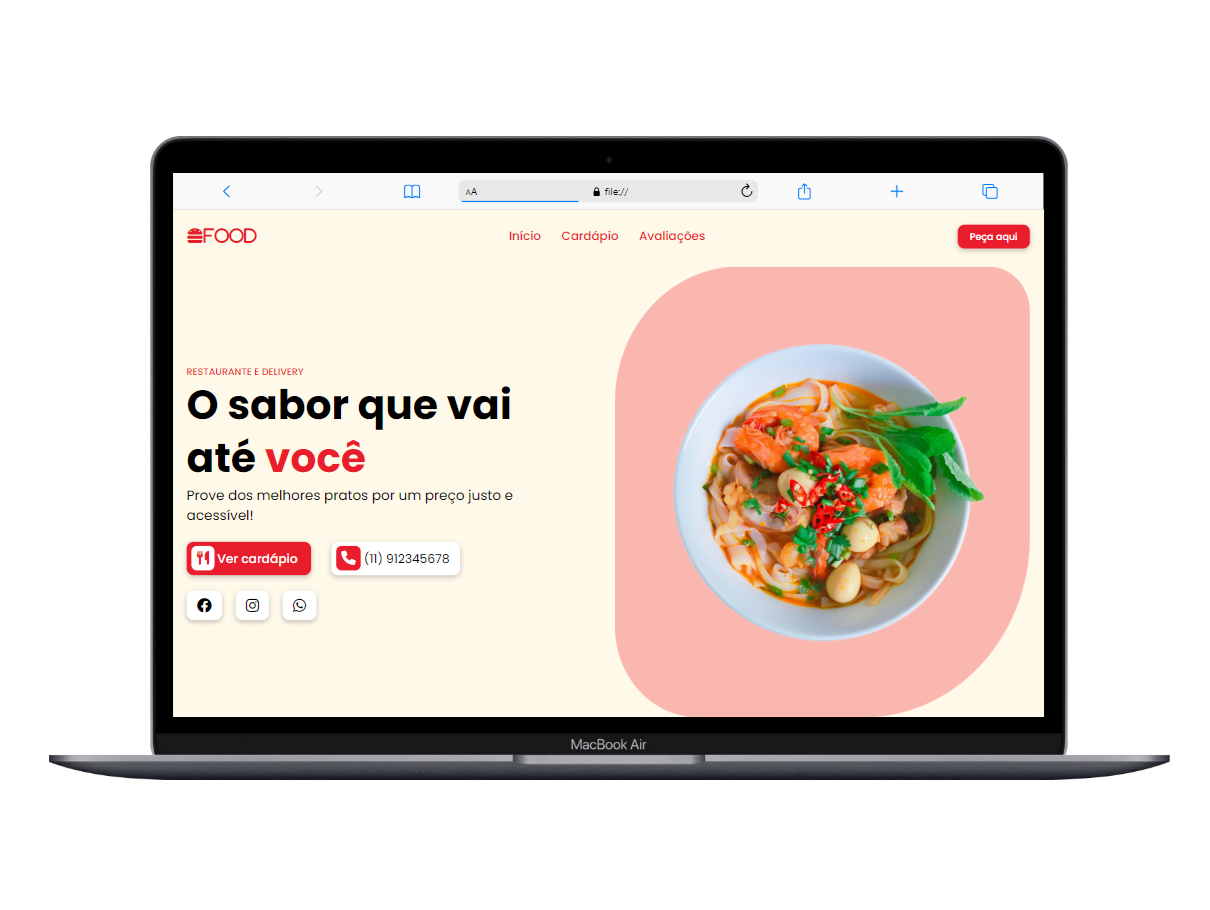 AA
file://
FOOD
Início Cardápio Avaliações
Peça aqui
RESTAURANTE E DELIVERY
O sabor que vai
até você
Prove dos melhores pratos por um preço justo e
acessível!
Ver cardápio
(11) 912345678
MacBook Air